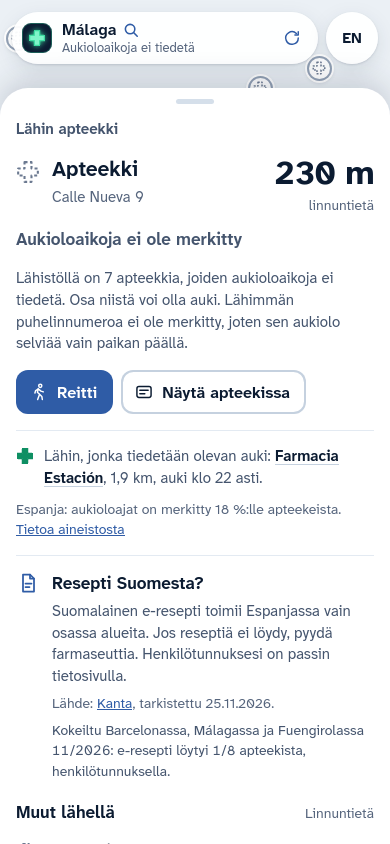 Málaga
Aukioloaikoja ei tiedetä
EN
Lähin apteekki
Apteekki
230 m
Calle Nueva 9
linnuntietä
Aukioloaikoja ei ole merkitty
Lähistöllä on 7 apteekkia, joiden aukioloaikoja ei
tiedetä. Osa niistä voi olla auki. Lähimmän
puhelinnumeroa ei ole merkitty, joten sen aukiolo
selviää vain paikan päällä.
Reitti
Näytä apteekissa
Lähin, jonka tiedetään olevan auki: Farmacia
Estación, 1,9 km, auki klo 22 asti.
Espanja: aukioloajat on merkitty 18 %:lle apteekeista.
Tietoa aineistosta
Resepti Suomesta?
Suomalainen e-resepti toimii Espanjassa vain
osassa alueita. Jos reseptiä ei löydy, pyydä
farmaseuttia. Henkilötunnuksesi on passin
tietosivulla.
Lähde: Kanta, tarkistettu 25.11.2026.
Kokeiltu Barcelonassa, Málagassa ja Fuengirolassa
11/2026: e-resepti löytyi 1/8 apteekista,
henkilötunnuksella.
Muut lähellä
Linnuntietä